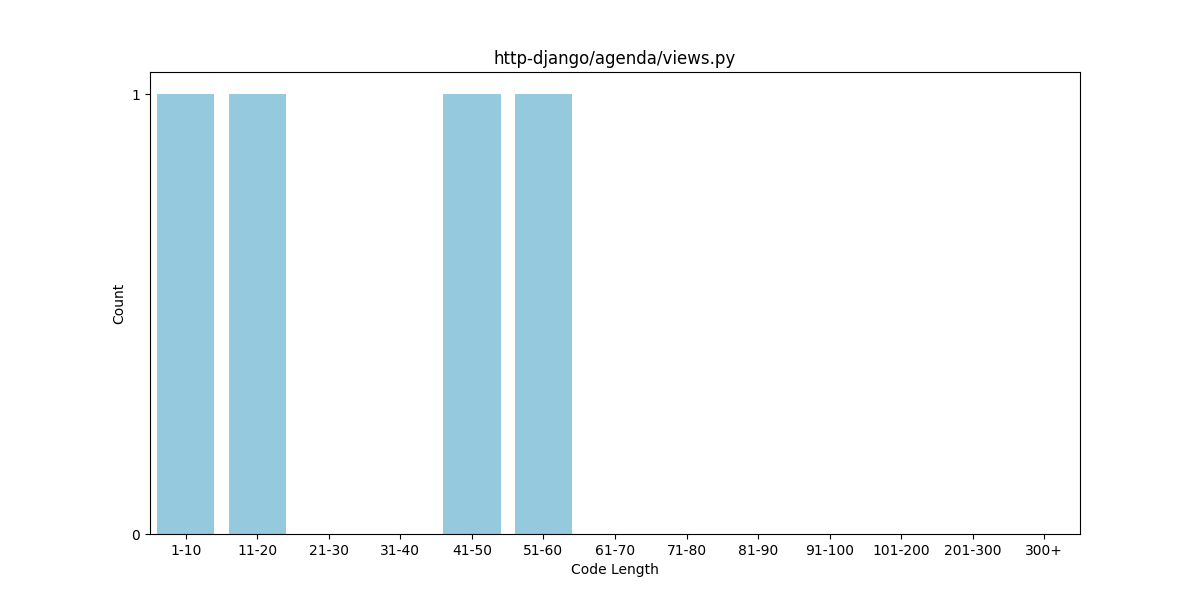 http-django/agenda/views.py
1
0
Count
1-10 11-20 21-30 31-40 41-50 51-60 61-70 71-80 81-90 91-100 101-200 201-300 300+
Code Length